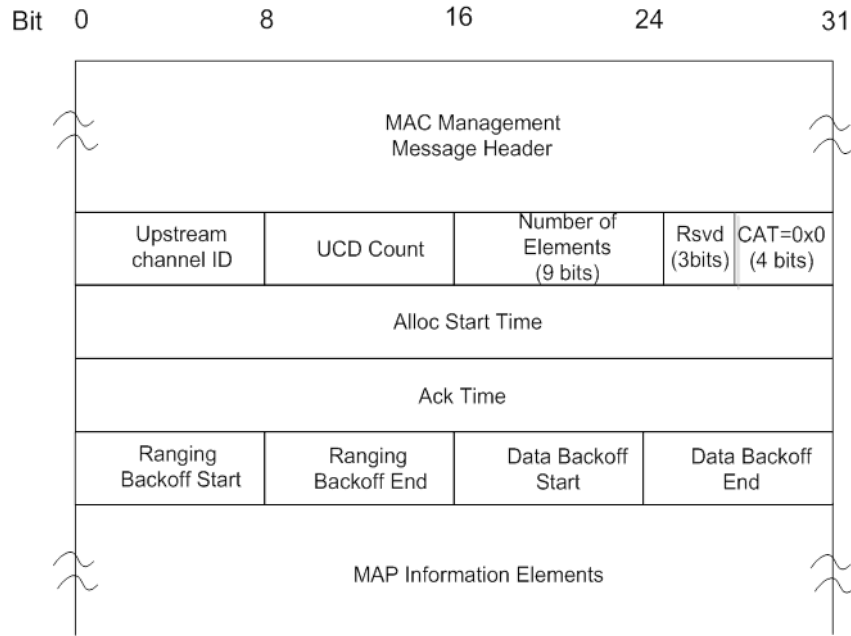 Bit 0 8 16 24 31
MAC Management
Message Header
Upstream
channel ID
UCD Count
Number of
Elements
(9 bits)
Rsvd
(3bits)
CAT=0x0
(4 bits)
Alloc Start Time
Ack Time
Ranging
Backoff Start
Ranging
Backoff End
Data Backoff
Start
Data Backoff
End
MAP Information Elements